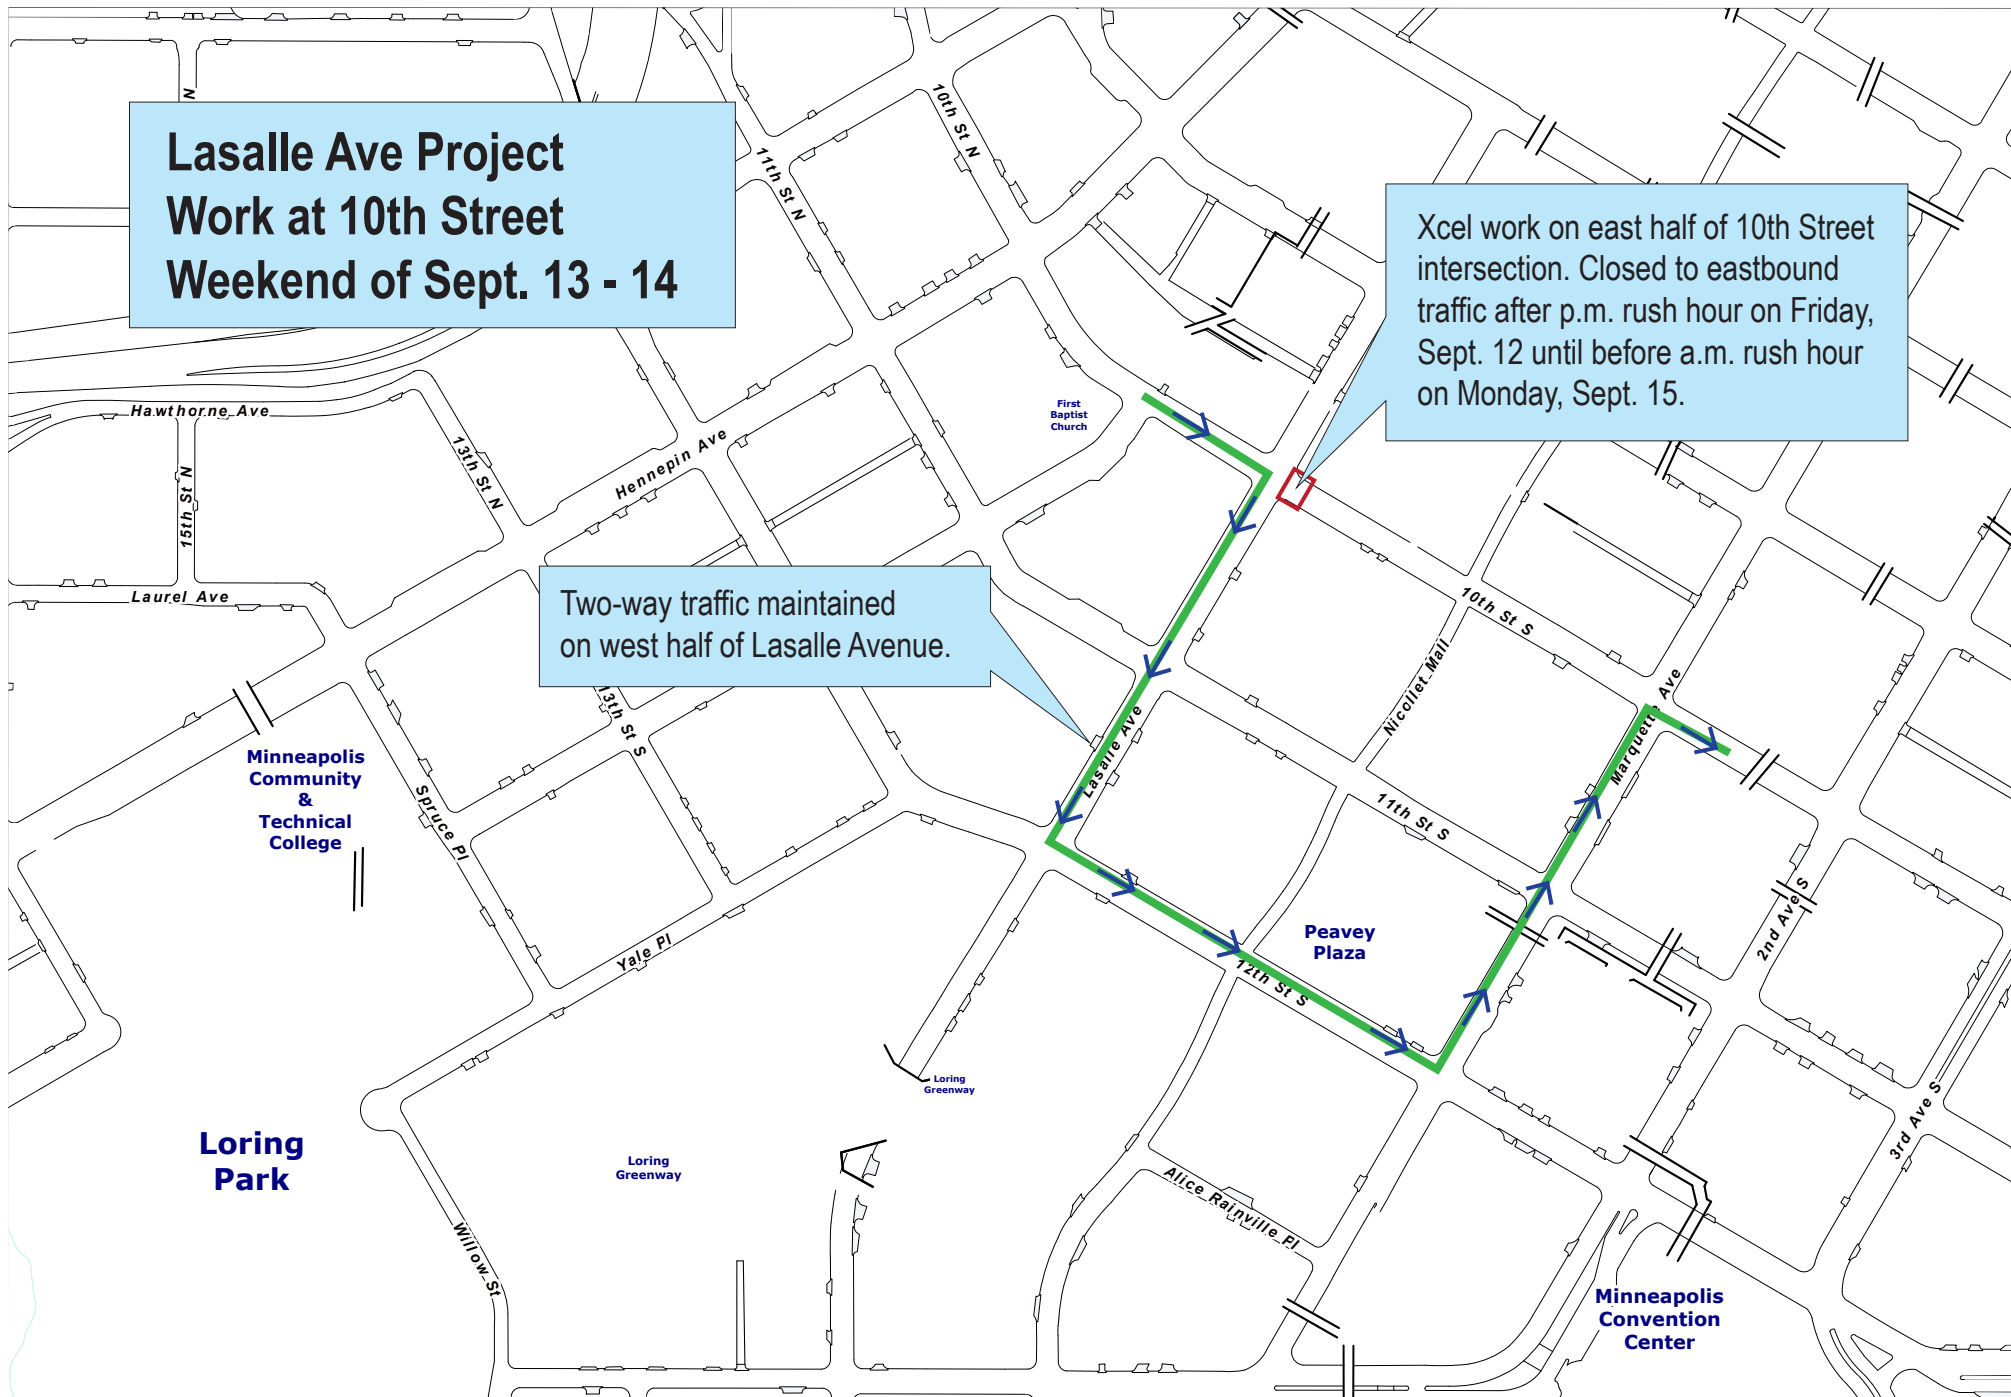 Lasalle Ave Project
Work at 10th Street
Weekend of Sept. 13 - 14
Xcel work on east half of 10th Street
intersection. Closed to eastbound
traffic after p.m. rush hour on Friday,
Sept. 12 until before a.m. rush hour
on Monday, Sept. 15.
Two-way traffic maintained
on west half of Lasalle Avenue.
N
10th St N
11th St N
First
Baptist
Church
Hawthorne Ave
13th St N
Hennepin Ave
15th St N
Laurel Ave
10th St S
Nicollet Mall
Marquette Ave
13th St S
Lasalle Ave
Minneapolis
Community
&
Technical
College
Spruce Pl
11th St S
2nd Ave S
Yale Pl
Peavey
Plaza
12th St S
Loring
Greenway
3rd Ave S
Loring
Park
Loring
Greenway
Alice Rainville Pl
Willow St
Minneapolis
Convention
Center